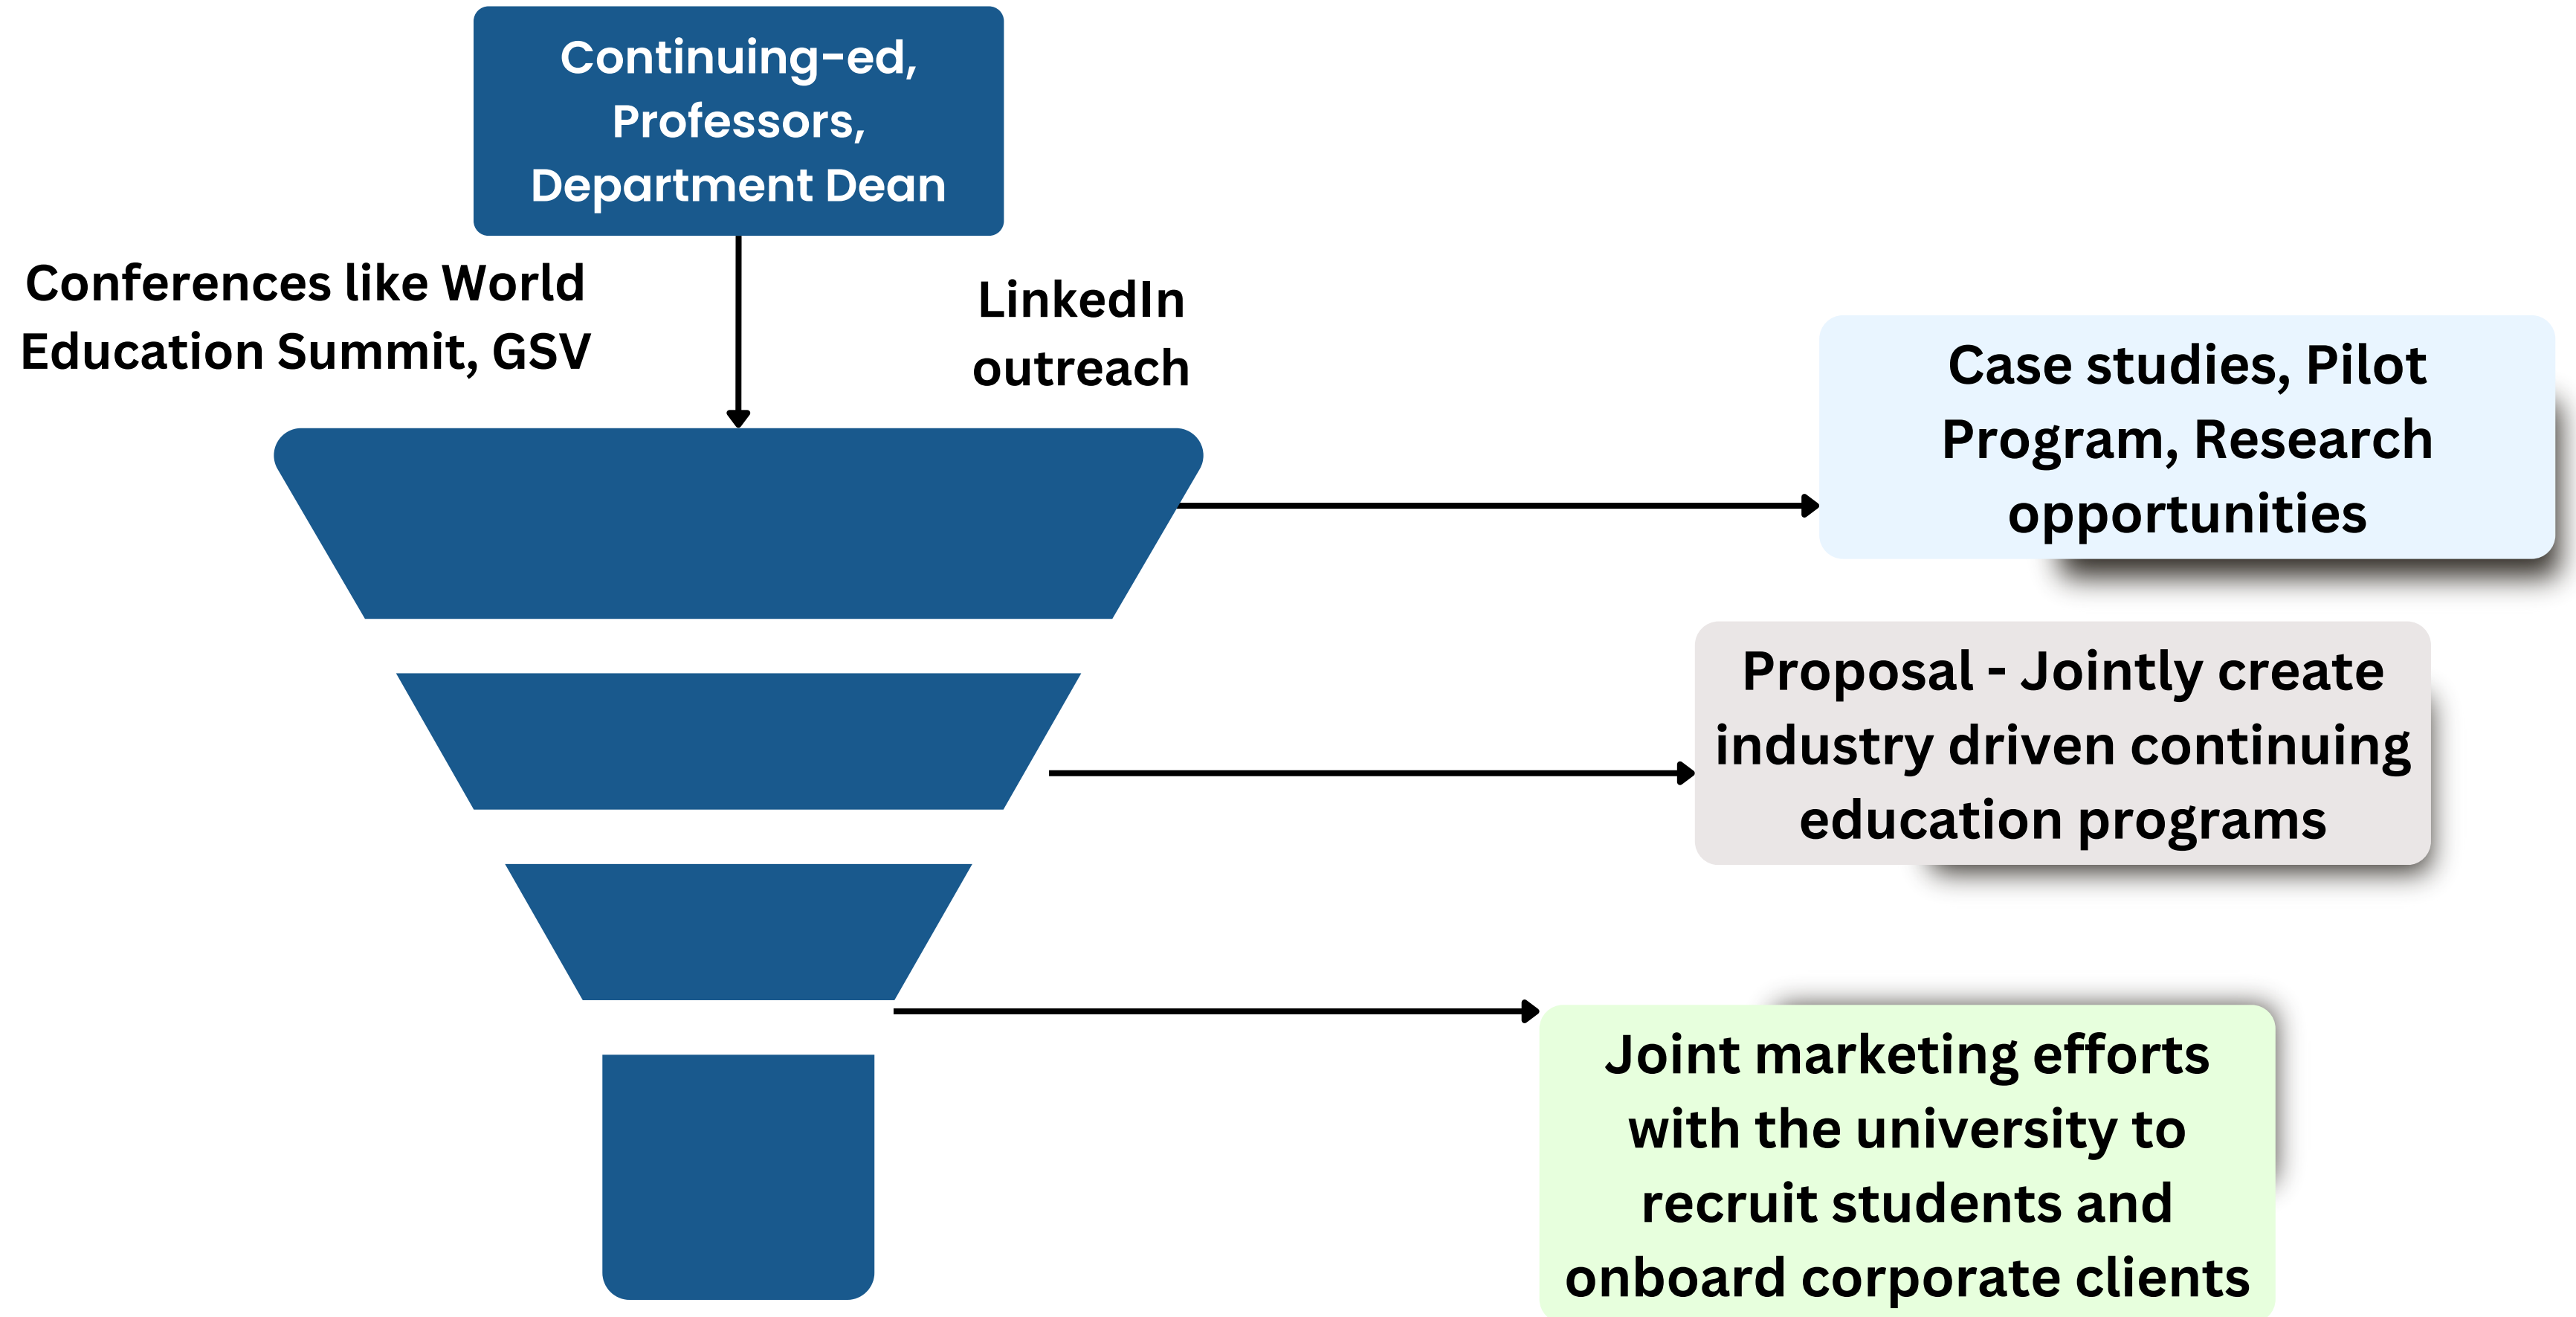 Continuing-ed,
Professors,
Department Dean
Conferences like World
Education Summit, GSV
LinkedIn
outreach
Case studies, Pilot
Program, Research
opportunities
Proposal - Jointly create
industry driven continuing
education programs
Joint marketing efforts
with the university to
recruit students and
onboard corporate clients